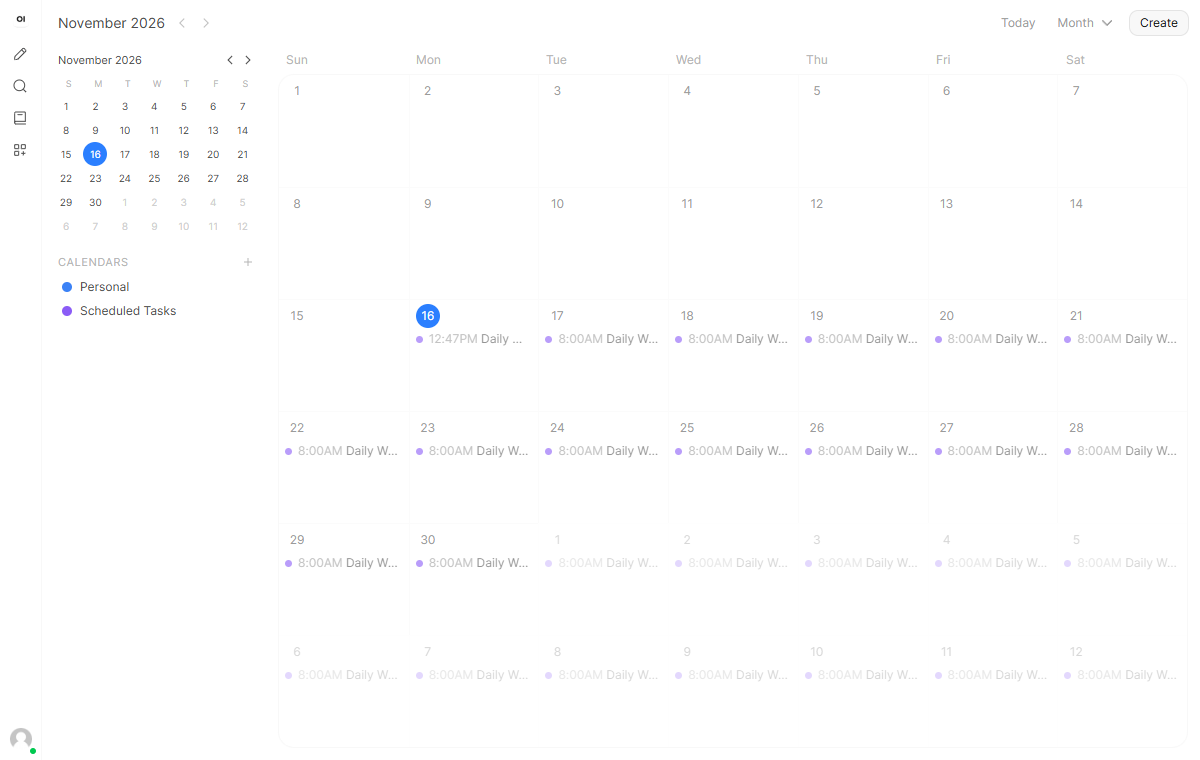 OI November 2026 Today Month Create
November 2026
S M T W T F S
1 2 3 4 5 6 7
8 9 10 11 12 13 14
15 16 17 18 19 20 21
22 23 24 25 26 27 28
29 30 1 2 3 4 5
6 7 8 9 10 11 12
CALENDARS
Personal
Scheduled Tasks
Sun Mon Tue Wed Thu Fri Sat
1 2 3 4 5 6 7
8 9 10 11 12 13 14
15 16 17 18 19 20 21
12:47PM Daily ... 8:00AM Daily W... 8:00AM Daily W... 8:00AM Daily W... 8:00AM Daily W... 8:00AM Daily W...
22 23 24 25 26 27 28
8:00AM Daily W... 8:00AM Daily W... 8:00AM Daily W... 8:00AM Daily W... 8:00AM Daily W... 8:00AM Daily W... 8:00AM Daily W...
29 30 1 2 3 4 5
8:00AM Daily W... 8:00AM Daily W... 8:00AM Daily W... 8:00AM Daily W... 8:00AM Daily W... 8:00AM Daily W... 8:00AM Daily W...
6 7 8 9 10 11 12
8:00AM Daily W... 8:00AM Daily W... 8:00AM Daily W... 8:00AM Daily W... 8:00AM Daily W... 8:00AM Daily W... 8:00AM Daily W...